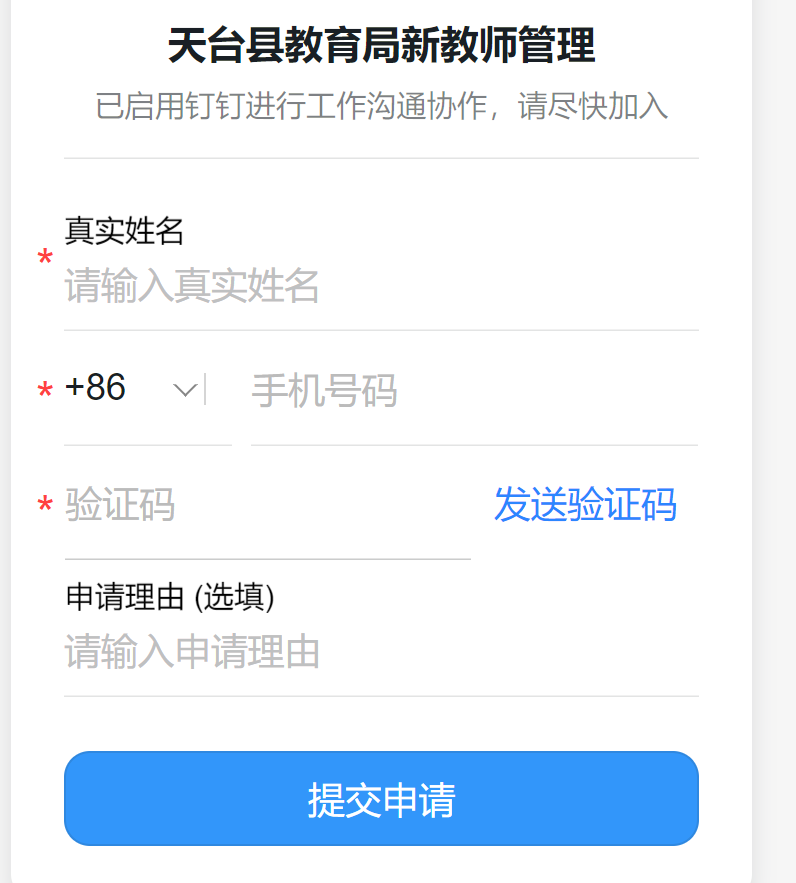 天台县教育局新教师管理
已启用钉钉进行工作沟通协作，请尽快加入
真实姓名
* 请输入真实姓名
* +86 手机号码
* 验证码 发送验证码
申请理由 (选填)
请输入申请理由
提交申请